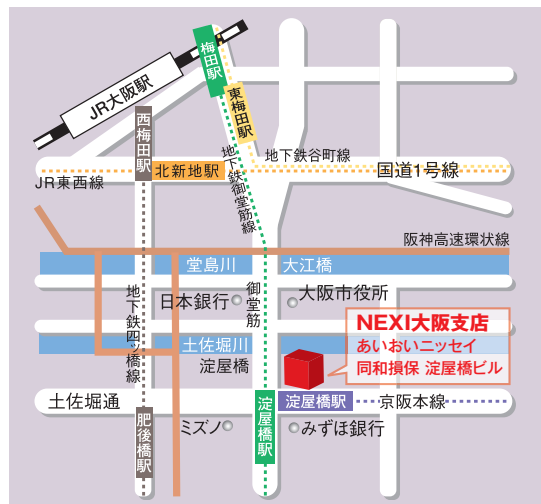 梅田駅
JR大阪駅
東梅田駅
西梅田駅
地下鉄谷町線
北新地駅
国道1号線
JR東西線
地下鉄御堂筋線
阪神高速環状線
堂島川
大江橋
地下鉄四ツ橋線
御堂筋
日本銀行
大阪市役所
NEXI大阪支店
あいおいニッセイ
同和損保 淀屋橋ビル
土佐堀川
淀屋橋
土佐堀通
淀屋橋駅
淀屋橋駅
京阪本線
肥後橋駅
ミズノ
みずほ銀行